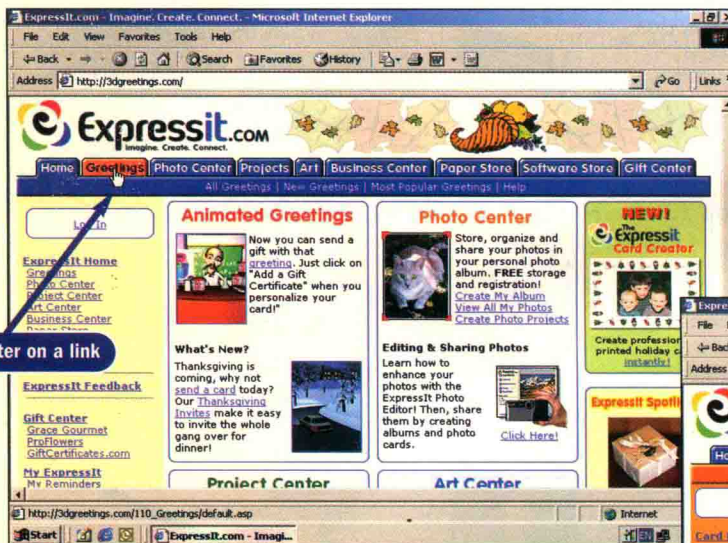 ExpressIt.com - Imagine. Create. Connect. - Microsoft Internet Explorer
File Edit View Favorites Tools Help
Back Search Favorites History
Address http://3dgreetings.com/ Go Links
Expressit.com
Imagine. Create. Connect.
Home Greetings Photo Center Projects Art Business Center Paper Store Software Store Gift Center
All Greetings | New Greetings | Most Popular Greetings | Help
Log In
ExpressIt Home
Greetings
Photo Center
Project Center
Art Center
Business Center
ter on a link
ExpressIt Feedback
Gift Center
Grace Gourmet
ProFlowers
GiftCertificates.com
My ExpressIt
My Reminders
Animated Greetings
Now you can send a
gift with that
greeting. Just click on
"Add a Gift
Certificate" when you
personalize your
card!"
What's New?
Thanksgiving is
coming, why not
send a card today?
Our Thanksgiving
Invites make it easy
to invite the whole
gang over for
dinner!
Project Center
Photo Center
Store, organize and
share your photos in
your personal photo
album. FREE storage
and registration!
Create My Album
View All My Photos
Create Photo Projects
Editing & Sharing Photos
Learn how to
enhance your
photos with the
ExpressIt Photo
Editor! Then, share
them by creating
albums and photo
cards.
Click Here!
Art Center
NEW!
The
Expressit
Card Creator
Create profession
printed holiday c
instantly!
ExpressIt Spotli
Expres
File
Back
Address
Ho
Card
http://3dgreetings.com/110_Greetings/default.asp
Internet
Start
ExpressIt.com - Imagi...